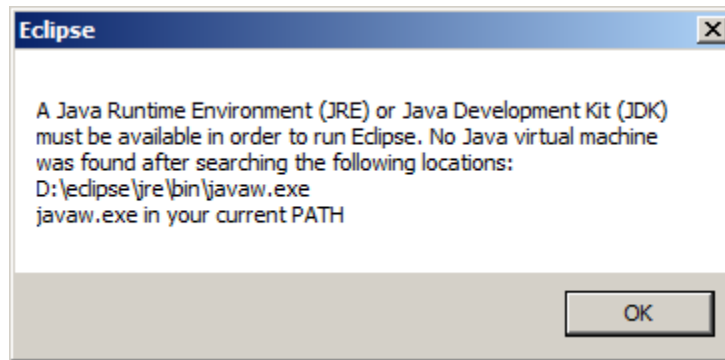 Eclipse
A Java Runtime Environment (JRE) or Java Development Kit (JDK)
must be available in order to run Eclipse. No Java virtual machine
was found after searching the following locations:
D:\eclipse\jre\bin\javaw.exe
javaw.exe in your current PATH
OK